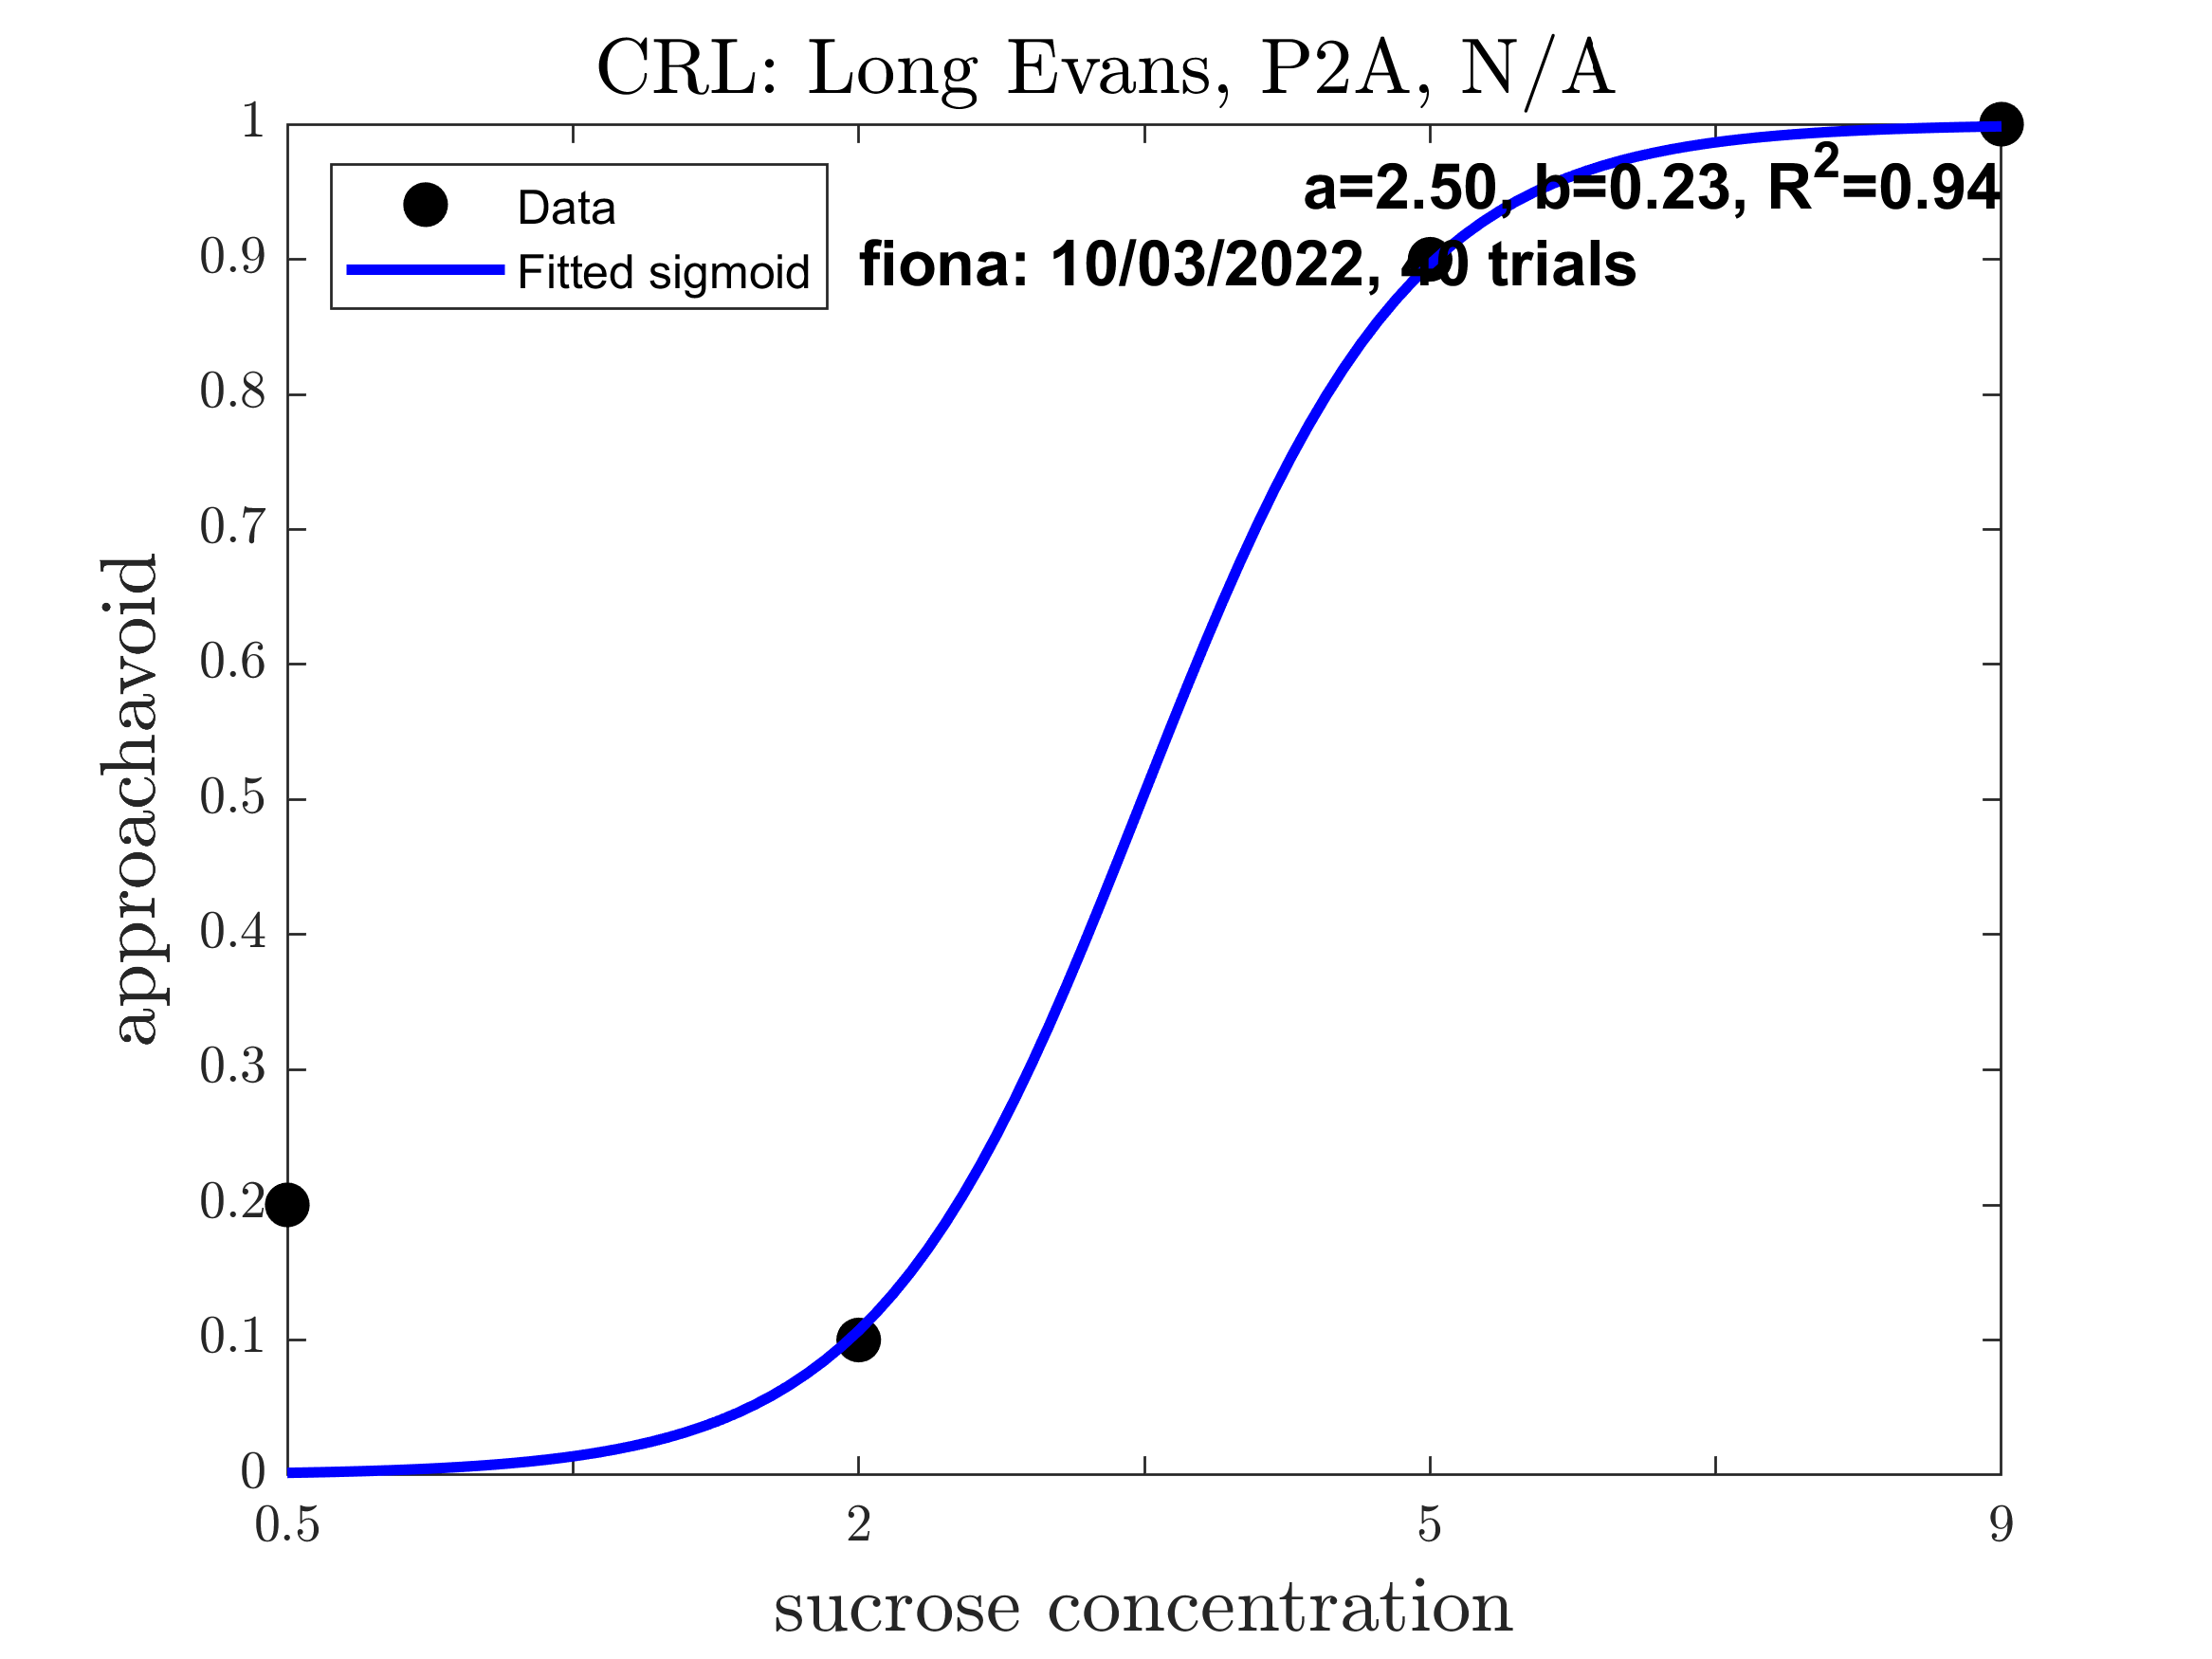 CRL: Long Evans, P2A, N/A
Data
Fitted sigmoid
a=2.50, b=0.23, R²=0.94
fiona: 10/03/2022, 40 trials
approachavoid
1
0.9
0.8
0.7
0.6
0.5
0.4
0.3
0.2
0.1
0
0.5 2 5 9
sucrose concentration